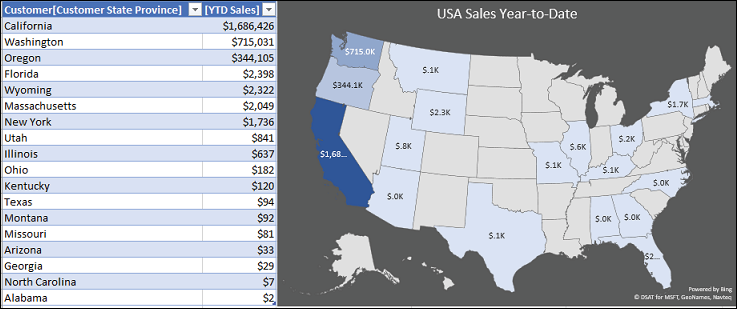 Customer[Customer State Province] [YTD Sales]
California $1,686,426
Washington $715,031
Oregon $344,105
Florida $2,398
Wyoming $2,322
Massachusetts $2,049
New York $1,736
Utah $841
Illinois $637
Ohio $182
Kentucky $120
Texas $94
Montana $92
Missouri $81
Arizona $33
Georgia $29
North Carolina $7
Alabama $2
USA Sales Year-to-Date
$715.0K
$.1K
$344.1K
$2.3K
$1.7K
$.8K
$.6K
$.2K
$1,68...
$.1K
$.1K
$.0K
$.0K
$.0K
$.0K
$.1K
$2...
Powered by Bing
© DSAT for MSFT, GeoNames, Navteq